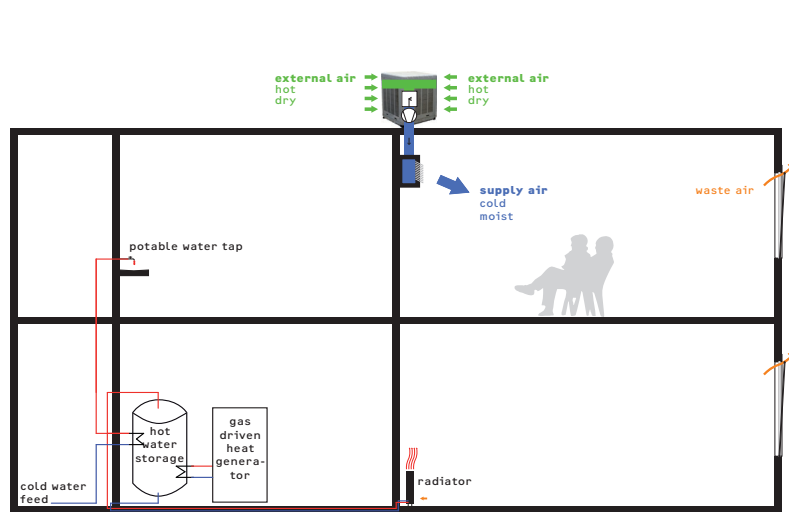 external air
hot
dry
external air
hot
dry
supply air
cold
moist
waste air
potable water tap
hot
water
storage
gas
driven
heat
genera-
tor
cold water
feed
radiator